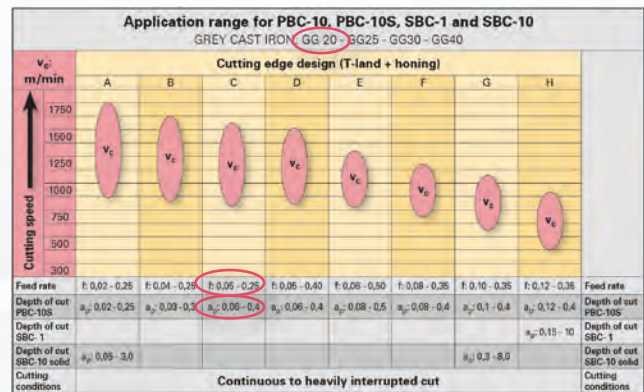 Application range for PBC-10, PBC-10S, SBC-1 and SBC-10
GREY CAST IRON: GG 20 - GG25 - GG30 - GG40
vc: m/min
Cutting edge design (T-land + honing)
A B C D E F G H
Cutting speed
1750
1500
1250
1000
750
500
300
vc vc vc vc vc vc vc vc
Feed rate f: 0,02 - 0,25 f: 0,04 - 0,25 f: 0,05 - 0,25 f: 0,05 - 0,40 f: 0,06 - 0,50 f: 0,08 - 0,35 f: 0,10 - 0,35 f: 0,12 - 0,35 Feed rate
Depth of cut PBC-10S ap: 0,02 - 0,25 ap: 0,03 - 0,3 ap: 0,06 - 0,4 ap: 0,06 - 0,4 ap: 0,08 - 0,5 ap: 0,08 - 0,4 ap: 0,1 - 0,4 ap: 0,12 - 0,4 Depth of cut PBC-10S
Depth of cut SBC- 1 ap: 0,15 - 10 Depth of cut SBC- 1
Depth of cut SBC-10 solid ap: 0,05 - 3,0 ap: 0,3 - 8,0 Depth of cut SBC-10 solid
Cutting conditions Continuous to heavily interrupted cut Cutting conditions